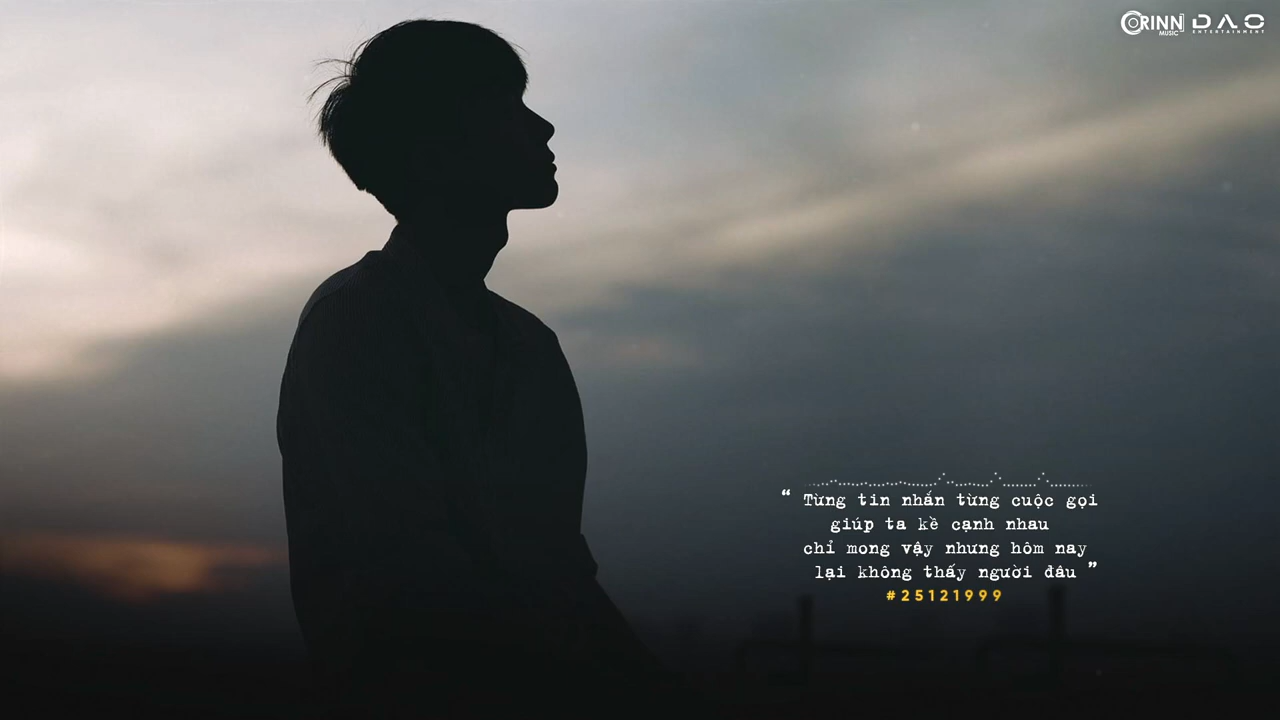 ORINN MUSIC DAO ENTERTAINMENT
“ Từng tin nhắn từng cuộc gọi
giúp ta kề cạnh nhau
chỉ mong vậy nhưng hôm nay
lại không thấy người đâu ”
#25121999